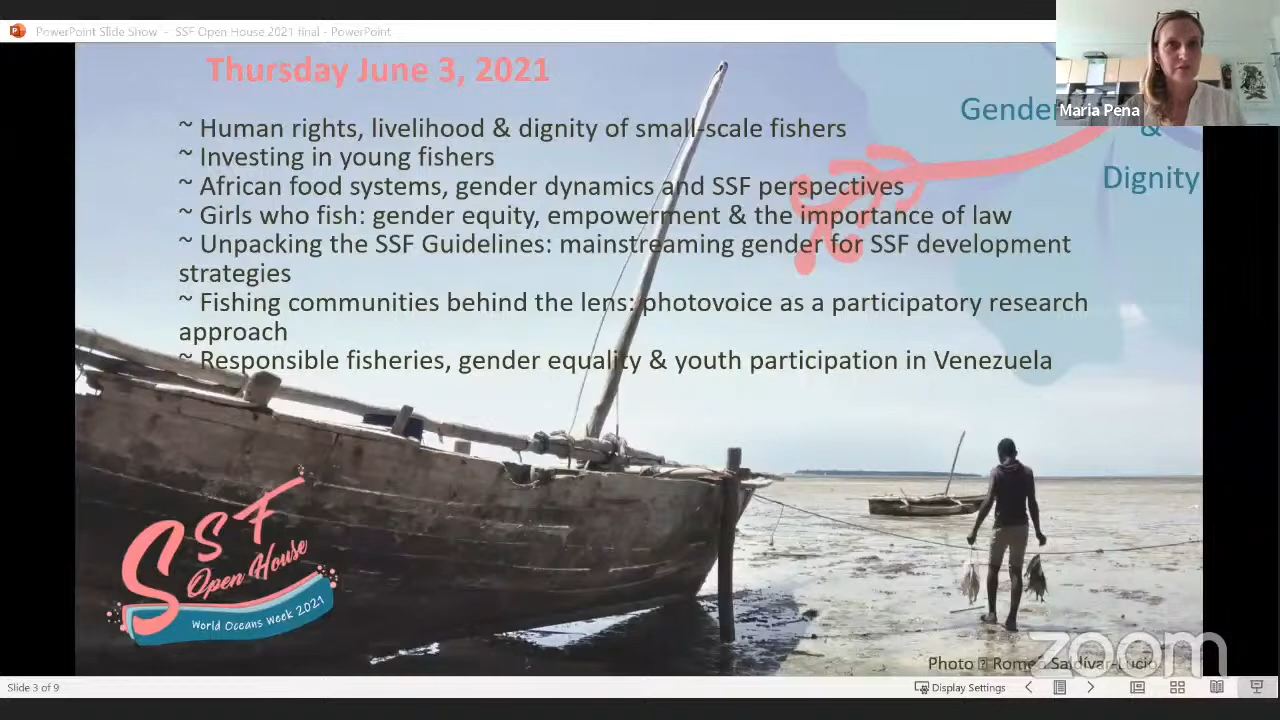 PowerPoint Slide Show - SSF Open House 2021 final - PowerPoint
Maria Pena
Thursday June 3, 2021
Gender
&
Dignity
~ Human rights, livelihood & dignity of small-scale fishers
~ Investing in young fishers
~ African food systems, gender dynamics and SSF perspectives
~ Girls who fish: gender equity, empowerment & the importance of law
~ Unpacking the SSF Guidelines: mainstreaming gender for SSF development
strategies
~ Fishing communities behind the lens: photovoice as a participatory research
approach
~ Responsible fisheries, gender equality & youth participation in Venezuela
SSF
Open House
World Oceans Week 2021
Photo Romeo Saldívar-Lucio
zoom
Slide 3 of 9
Display Settings